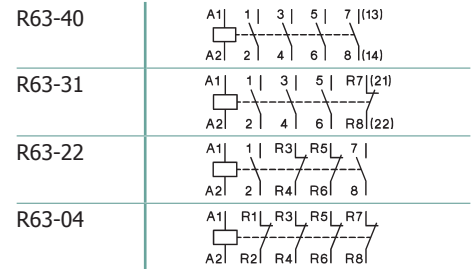 R63-40
A1 1 3 5 7 (13)
A2 2 4 6 8 (14)
R63-31
A1 1 3 5 R7 (21)
A2 2 4 6 R8 (22)
R63-22
A1 1 R3 R5 7
A2 2 R4 R6 8
R63-04
A1 R1 R3 R5 R7
A2 R2 R4 R6 R8